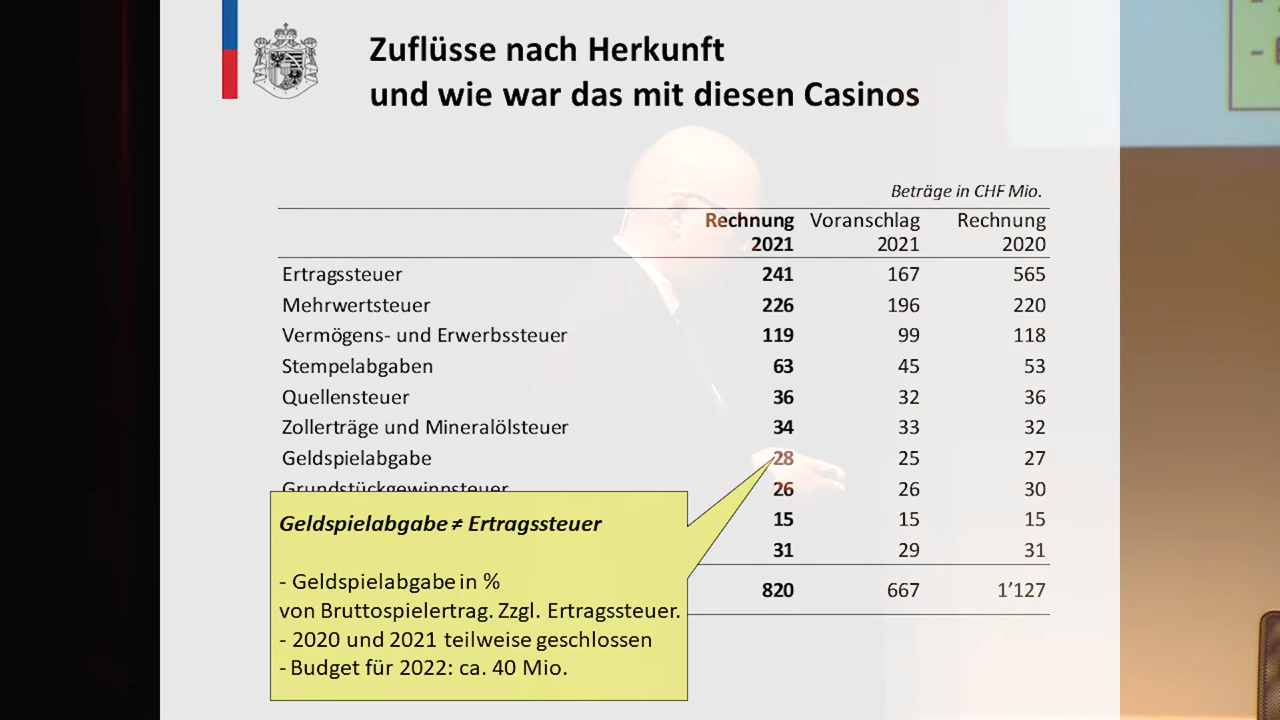 Zuflüsse nach Herkunft
und wie war das mit diesen Casinos
Beträge in CHF Mio.
Rechnung 2021 Voranschlag 2021 Rechnung 2020
Ertragssteuer 241 167 565
Mehrwertsteuer 226 196 220
Vermögens- und Erwerbssteuer 119 99 118
Stempelabgaben 63 45 53
Quellensteuer 36 32 36
Zollerträge und Mineralölsteuer 34 33 32
Geldspielabgabe 28 25 27
Grundstückgewinnsteuer 26 26 30
15 15 15
31 29 31
820 667 1’127
Geldspielabgabe ≠ Ertragssteuer
- Geldspielabgabe in %
von Bruttospielertrag. Zzgl. Ertragssteuer.
- 2020 und 2021 teilweise geschlossen
- Budget für 2022: ca. 40 Mio.